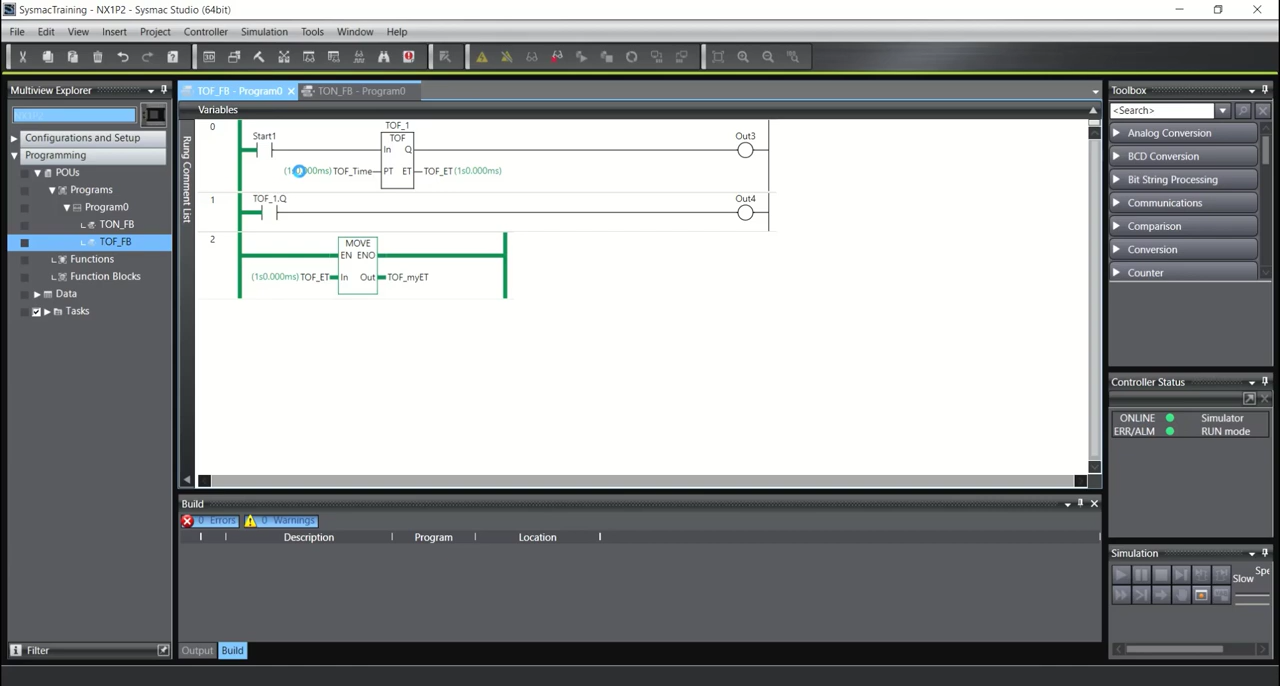 SysmacTraining - NX1P2 - Sysmac Studio (64bit)
File Edit View Insert Project Controller Simulation Tools Window Help
Multiview Explorer
NX1P2
Configurations and Setup
Programming
POUs
Programs
Program0
TON_FB
TOF_FB
Functions
Function Blocks
Data
Tasks
Filter
TOF_FB - Program0
TON_FB - Program0
Variables
Rung Comment List
0
TOF_1
Start1
TOF
Out3
In Q
TOF_Time PT ET TOF_ET (1s0.000ms)
1
TOF_1.Q
Out4
2
MOVE
EN ENO
(1s0.000ms) TOF_ET In Out TOF_myET
Build
0 Errors
0 Warnings
Description Program Location
Output Build
Toolbox
<Search>
Analog Conversion
BCD Conversion
Bit String Processing
Communications
Comparison
Conversion
Counter
Controller Status
ONLINE Simulator
ERR/ALM RUN mode
Simulation
Slow